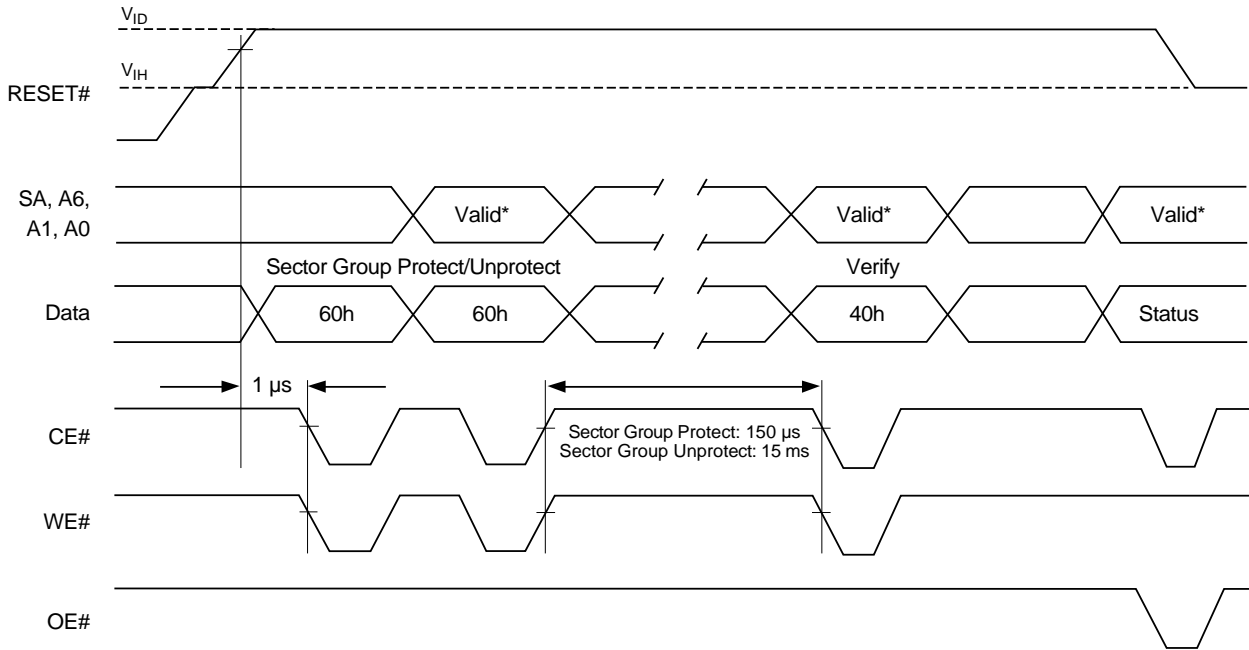 VID
VIH
RESET#
SA, A6,
A1, A0
Valid*
Valid*
Valid*
Sector Group Protect/Unprotect
Verify
Data
60h
60h
40h
Status
1 µs
CE#
Sector Group Protect: 150 µs
Sector Group Unprotect: 15 ms
WE#
OE#